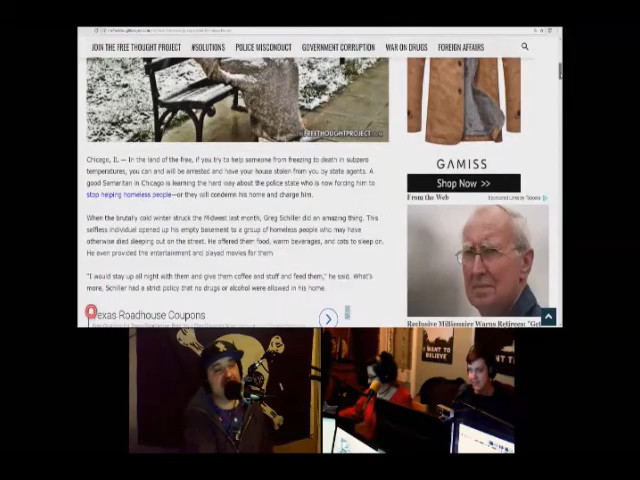 JOIN THE FREE THOUGHT PROJECT #SOLUTIONS POLICE MISCONDUCT GOVERNMENT CORRUPTION WAR ON DRUGS FOREIGN AFFAIRS
Chicago, IL — In the land of the free, if you try to help someone from freezing to death in subzero
temperatures, you can and will be arrested and have your house stolen from you by state agents. A
good Samaritan in Chicago is learning the hard way about the police state who is now forcing him to
stop helping homeless people—or they will condemn his home and charge him.
When the brutally cold winter struck the Midwest last month, Greg Schiller did an amazing thing. This
selfless individual opened up his empty basement to a group of homeless people who may have
otherwise died sleeping out on the street. He offered them food, warm beverages, and cots to sleep on.
He even provided the entertainment and played movies for them.
"I would stay up all night with them and give them coffee and stuff and feed them," he said. What's
more, Schiller had a strict policy that no drugs or alcohol were allowed in his home.
Texas Roadhouse Coupons
GAMISS
Shop Now >>
From the Web
Sponsored Links by Taboola
Reclusive Millionaire Warns Retirees: "Get
WANT TO
BELIEVE